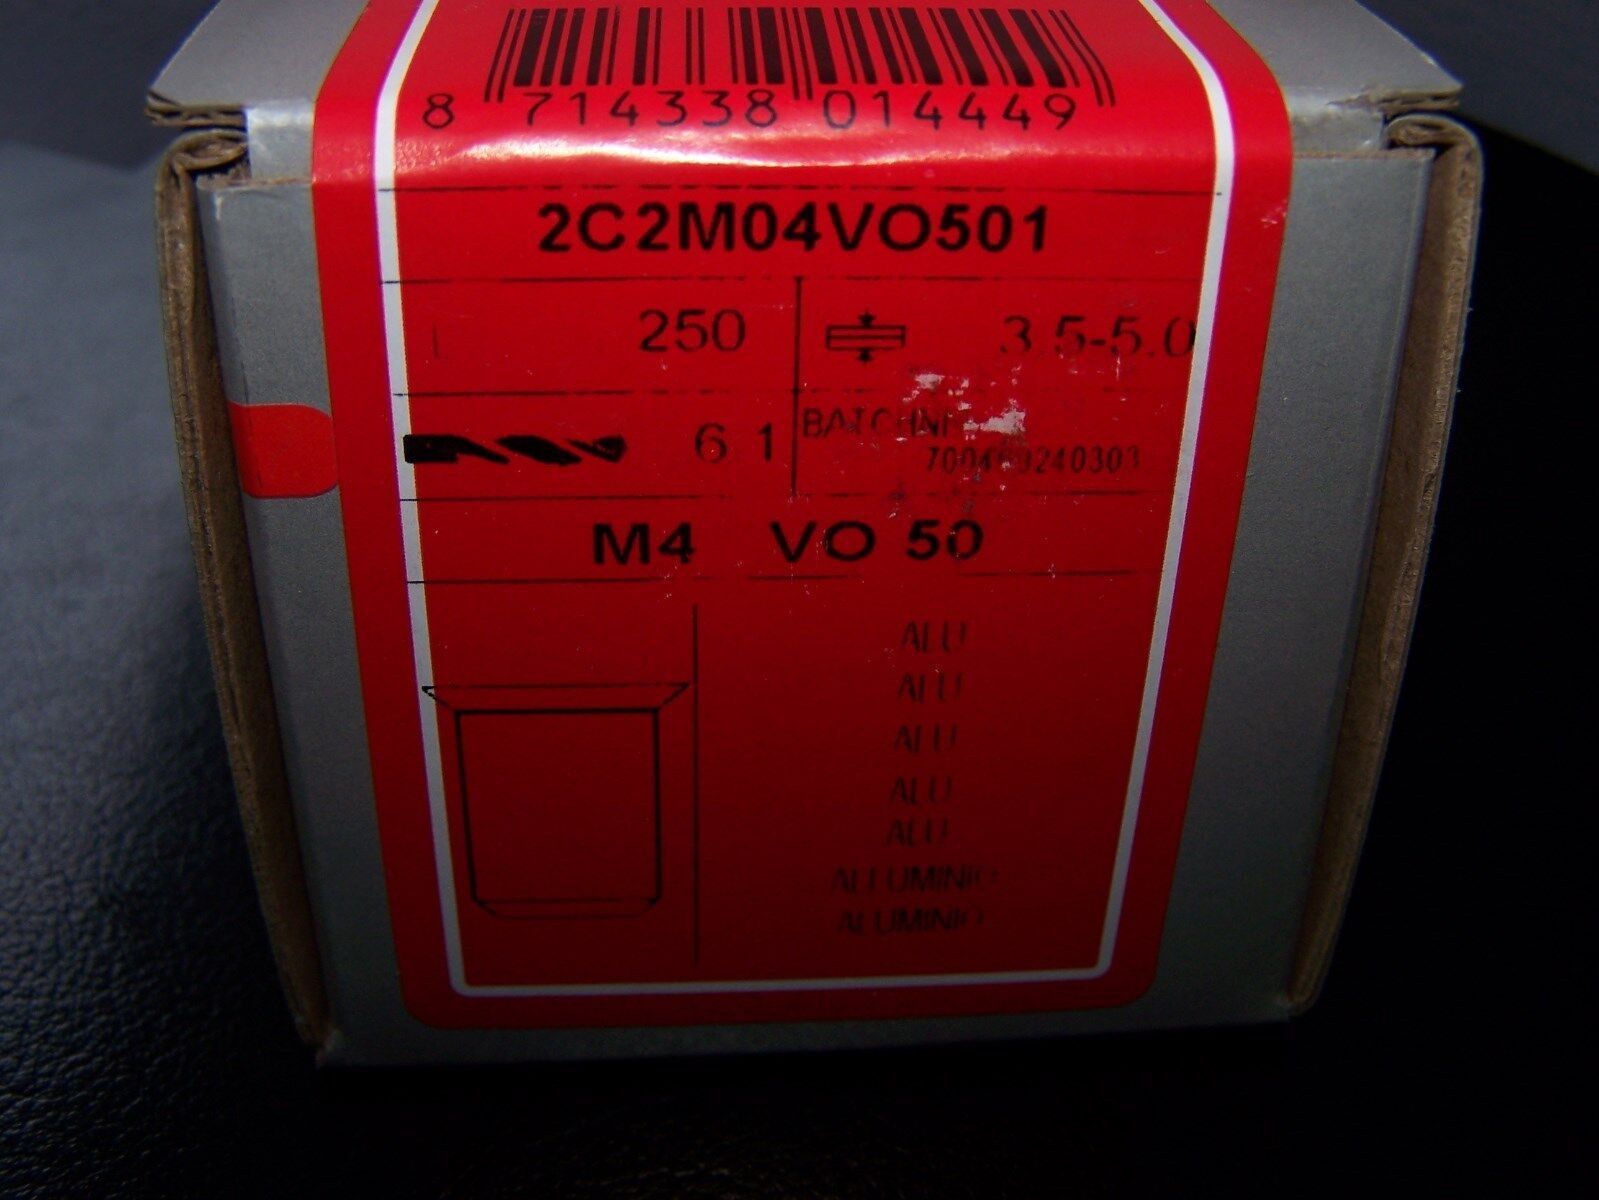 8 714338 014449
2C2M04VO501
250 3.5-5.0
6 1
M4 VO 50
ALU
ALU
ALU
ALU
ALU
ALLUMINIO
ALUMINIO